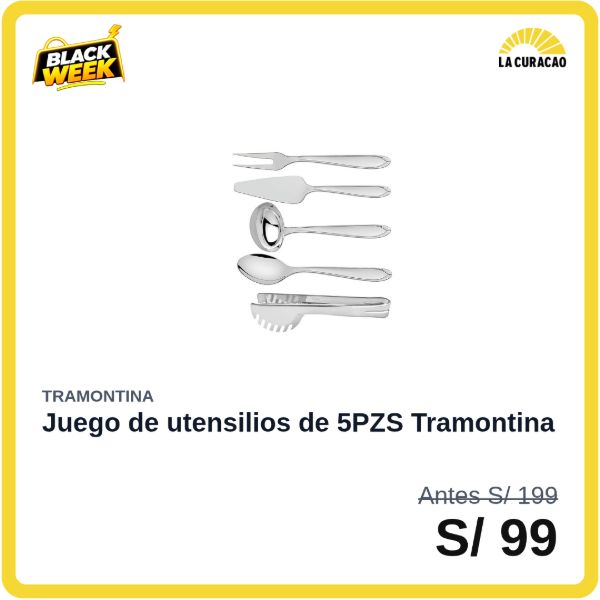 BLACK
WEEK
LA CURACAO
TRAMONTINA
Juego de utensilios de 5PZS Tramontina
Antes S/ 199
S/ 99